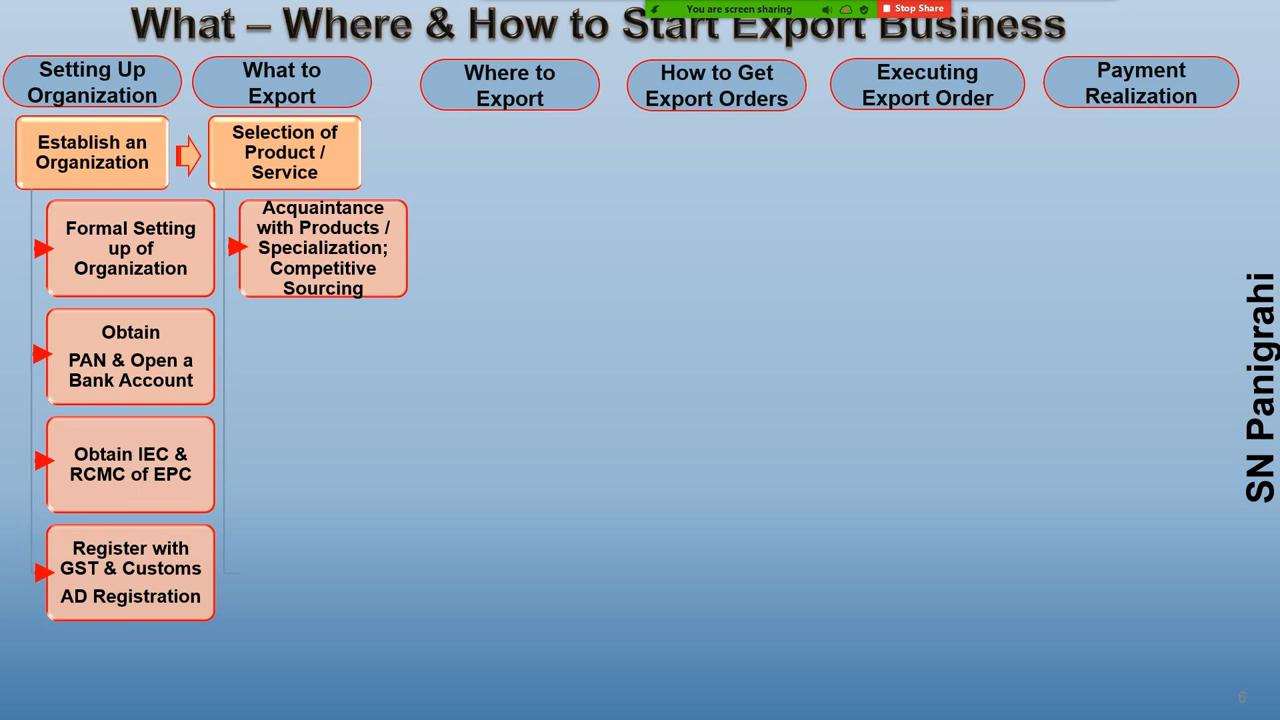 What – Where & How to Start Export Business
You are screen sharing
Stop Share
Setting Up
Organization
What to
Export
Where to
Export
How to Get
Export Orders
Executing
Export Order
Payment
Realization
Establish an
Organization
Selection of
Product /
Service
Formal Setting
up of
Organization
Acquaintance
with Products /
Specialization;
Competitive
Sourcing
Obtain
PAN & Open a
Bank Account
Obtain IEC &
RCMC of EPC
Register with
GST & Customs
AD Registration
SN Panigrahi
6